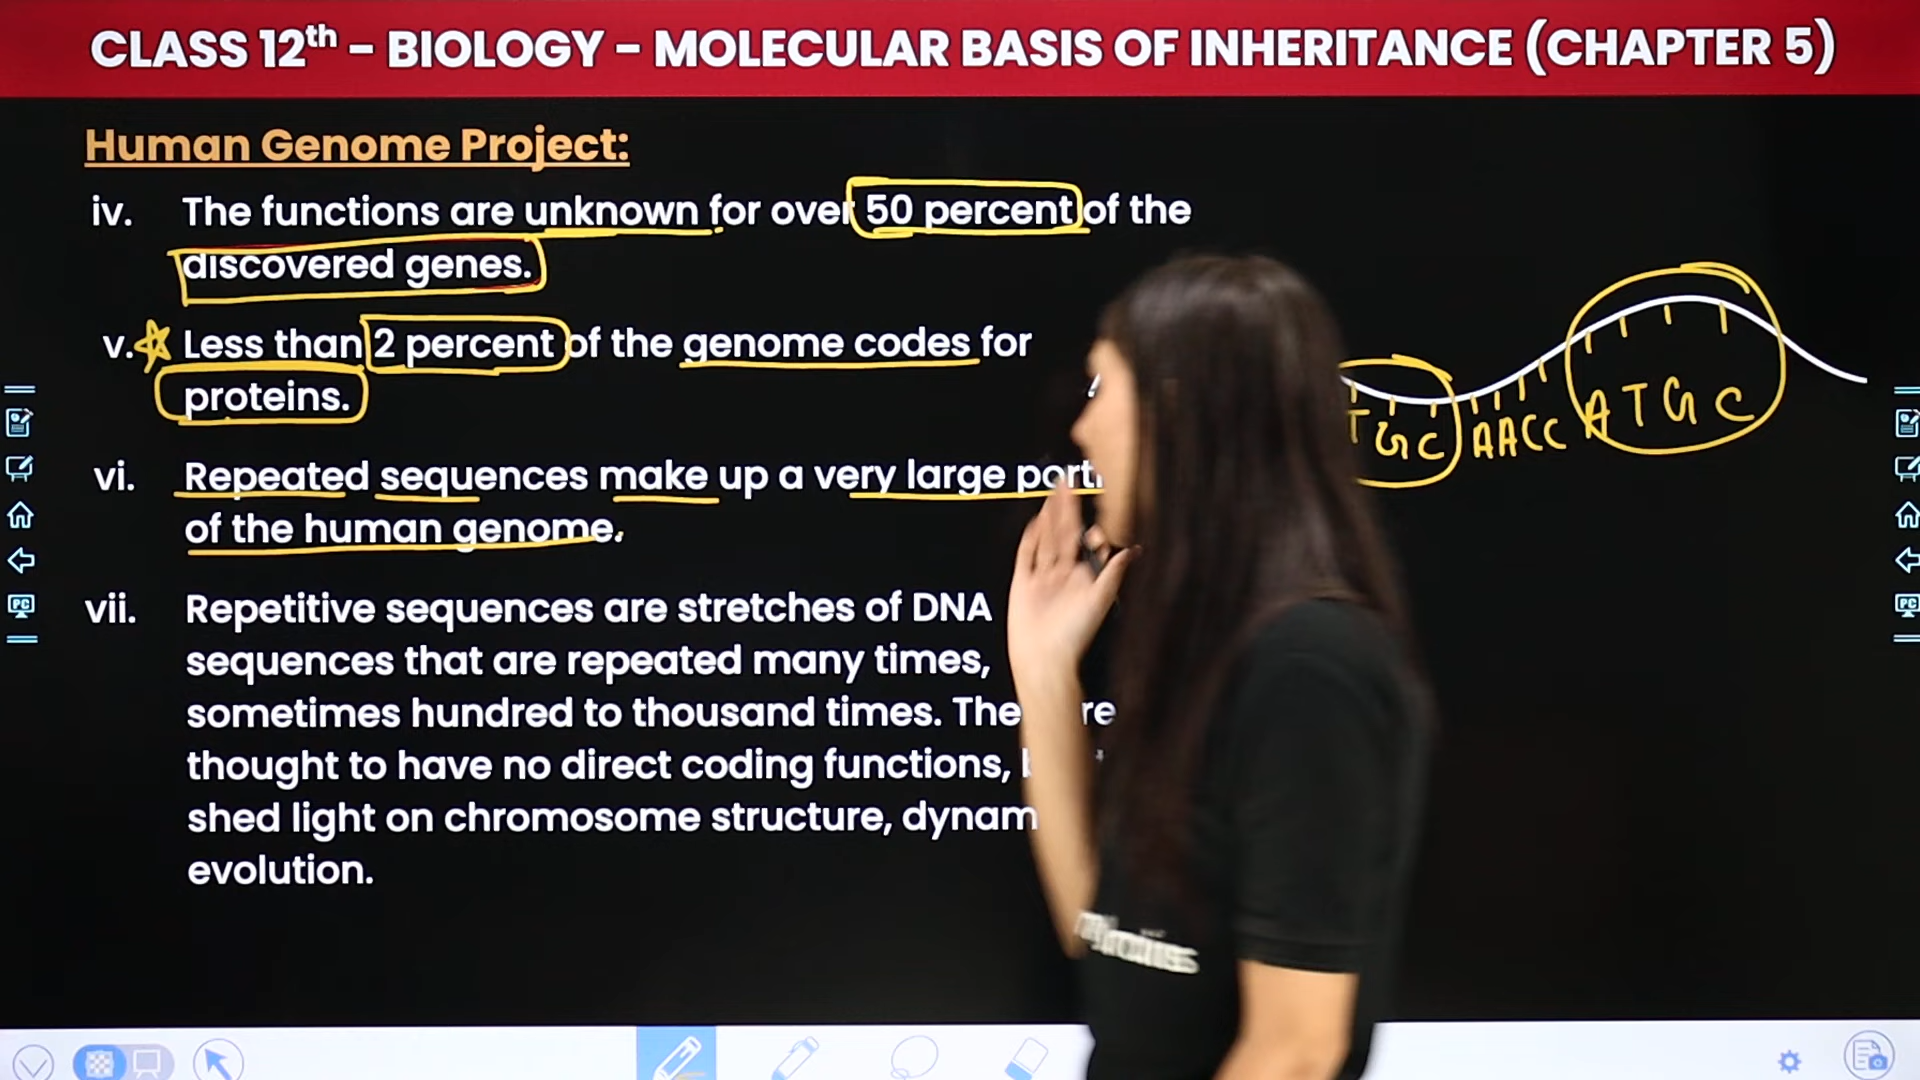 CLASS 12th – BIOLOGY – MOLECULAR BASIS OF INHERITANCE (CHAPTER 5)
Human Genome Project:
iv. The functions are unknown for over 50 percent of the
discovered genes.
v. Less than 2 percent of the genome codes for
proteins.
TGC AACC ATGC
vi. Repeated sequences make up a very large
of the human genome.
vii. Repetitive sequences are stretches of DNA
sequences that are repeated many times,
sometimes hundred to thousand times.
thought to have no direct coding functions,
shed light on chromosome structure,
evolution.
PC
PC